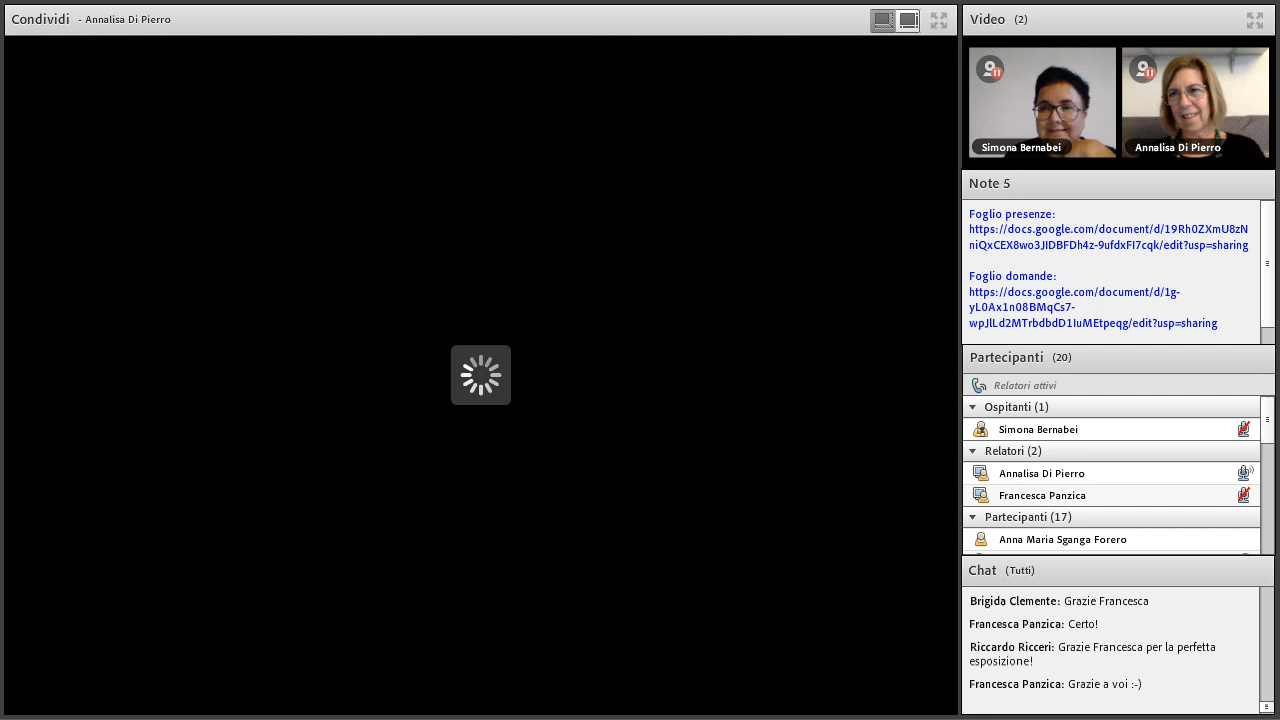 Condividi - Annalisa Di Pierro
Video (2)
Simona Bernabei
Annalisa Di Pierro
Note 5
Foglio presenze:
https://docs.google.com/document/d/19Rh0ZXmU8zN
niQxCEX8wo3JIDBFDh4z-9ufdxFI7cqk/edit?usp=sharing
Foglio domande:
https://docs.google.com/document/d/1g-
yL0Ax1n08BMqCs7-
wpJlLd2MTrbdbdD1IuMEtpeqg/edit?usp=sharing
Partecipanti (20)
Relatori attivi
Ospitanti (1)
Simona Bernabei
Relatori (2)
Annalisa Di Pierro
Francesca Panzica
Partecipanti (17)
Anna Maria Sganga Forero
Chat (Tutti)
Brigida Clemente: Grazie Francesca
Francesca Panzica: Certo!
Riccardo Ricceri: Grazie Francesca per la perfetta
esposizione!
Francesca Panzica: Grazie a voi :-)